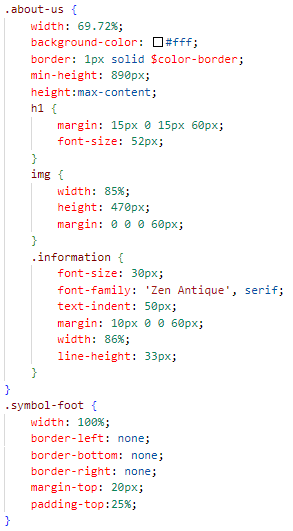 .about-us {
    width: 69.72%;
    background-color: #fff;
    border: 1px solid $color-border;
    min-height: 890px;
    height:max-content;
    h1 {
        margin: 15px 0 15px 60px;
        font-size: 52px;
    }
    img {
        width: 85%;
        height: 470px;
        margin: 0 0 0 60px;
    }
    .information {
        font-size: 30px;
        font-family: 'Zen Antique', serif;
        text-indent: 50px;
        margin: 10px 0 0 60px;
        width: 86%;
        line-height: 33px;
    }
}
.symbol-foot {
    width: 100%;
    border-left: none;
    border-bottom: none;
    border-right: none;
    margin-top: 20px;
    padding-top:25%;
}